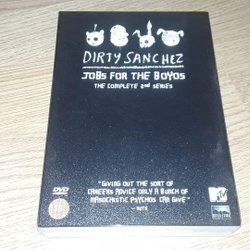 DIRTY SANCHEZ
JOBS FOR THE BOYOS
THE COMPLETE 2nd SERIES
"GIVING OUT THE SORT OF
CAREERS ADVICE ONLY A BUNCH OF
MASOCHISTIC PSYCHOS CAN GIVE"
DVD
18
MTV